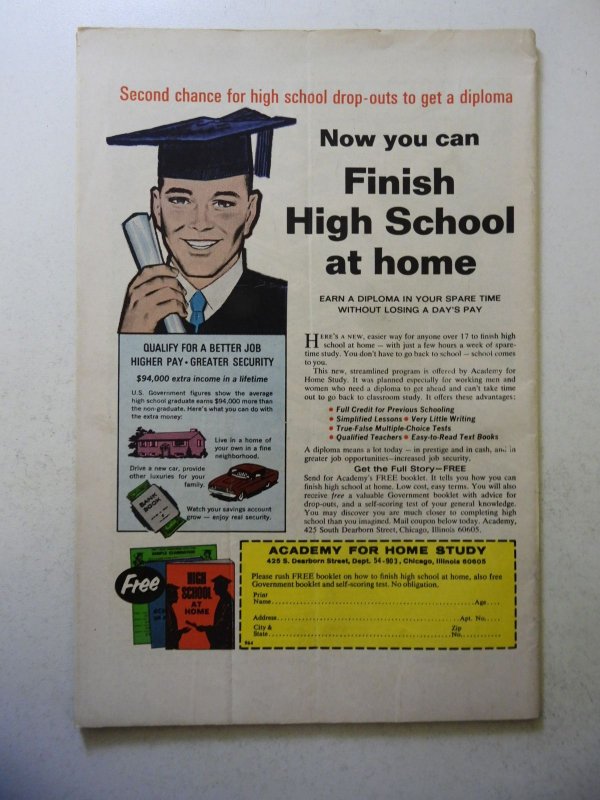 Second chance for high school drop-outs to get a diploma
Now you can
Finish
High School
at home
EARN A DIPLOMA IN YOUR SPARE TIME
WITHOUT LOSING A DAY'S PAY
HERE'S A NEW, easier way for anyone over 17 to finish high
school at home — with just a few hours a week of spare-
time study. You don't have to go back to school — school comes
to you.
This new, streamlined program is offered by Academy for
Home Study. It was planned especially for working men and
women who need a diploma to get ahead and can't take time
out to go back to classroom study. It offers these advantages:
• Full Credit for Previous Schooling
• Simplified Lessons • Very Little Writing
• True-False Multiple-Choice Tests
• Qualified Teachers • Easy-to-Read Text Books
A diploma means a lot today — in prestige and in cash, and in
greater job opportunities—increased job security.
Get the Full Story—FREE
Send for Academy's FREE booklet. It tells you how you can
finish high school at home. Low cost, easy terms. You will also
receive free a valuable Government booklet with advice for
drop-outs, and a self-scoring test of your general knowledge.
You may discover you are much closer to completing high
school than you imagined. Mail coupon below today. Academy,
425 South Dearborn Street, Chicago, Illinois 60605.
QUALIFY FOR A BETTER JOB
HIGHER PAY • GREATER SECURITY
$94,000 extra income in a lifetime
U.S. Government figures show the average
high school graduate earns $94,000 more than
the non-graduate. Here's what you can do with
the extra money:
Live in a home of
your own in a fine
neighborhood.
Drive a new car, provide
other luxuries for your
family.
BANK
BOOK
Watch your savings account
grow — enjoy real security.
SAMPLE EXAMINATION
Free
HIGH
SCHOOL
AT
HOME
ACADEMY FOR HOME STUDY
425 S. Dearborn Street, Dept. 54-903, Chicago, Illinois 60605
Please rush FREE booklet on how to finish high school at home, also free
Government booklet and self-scoring test. No obligation.
Print
Name Age
Address Apt. No.
City & Zip
State No.
964